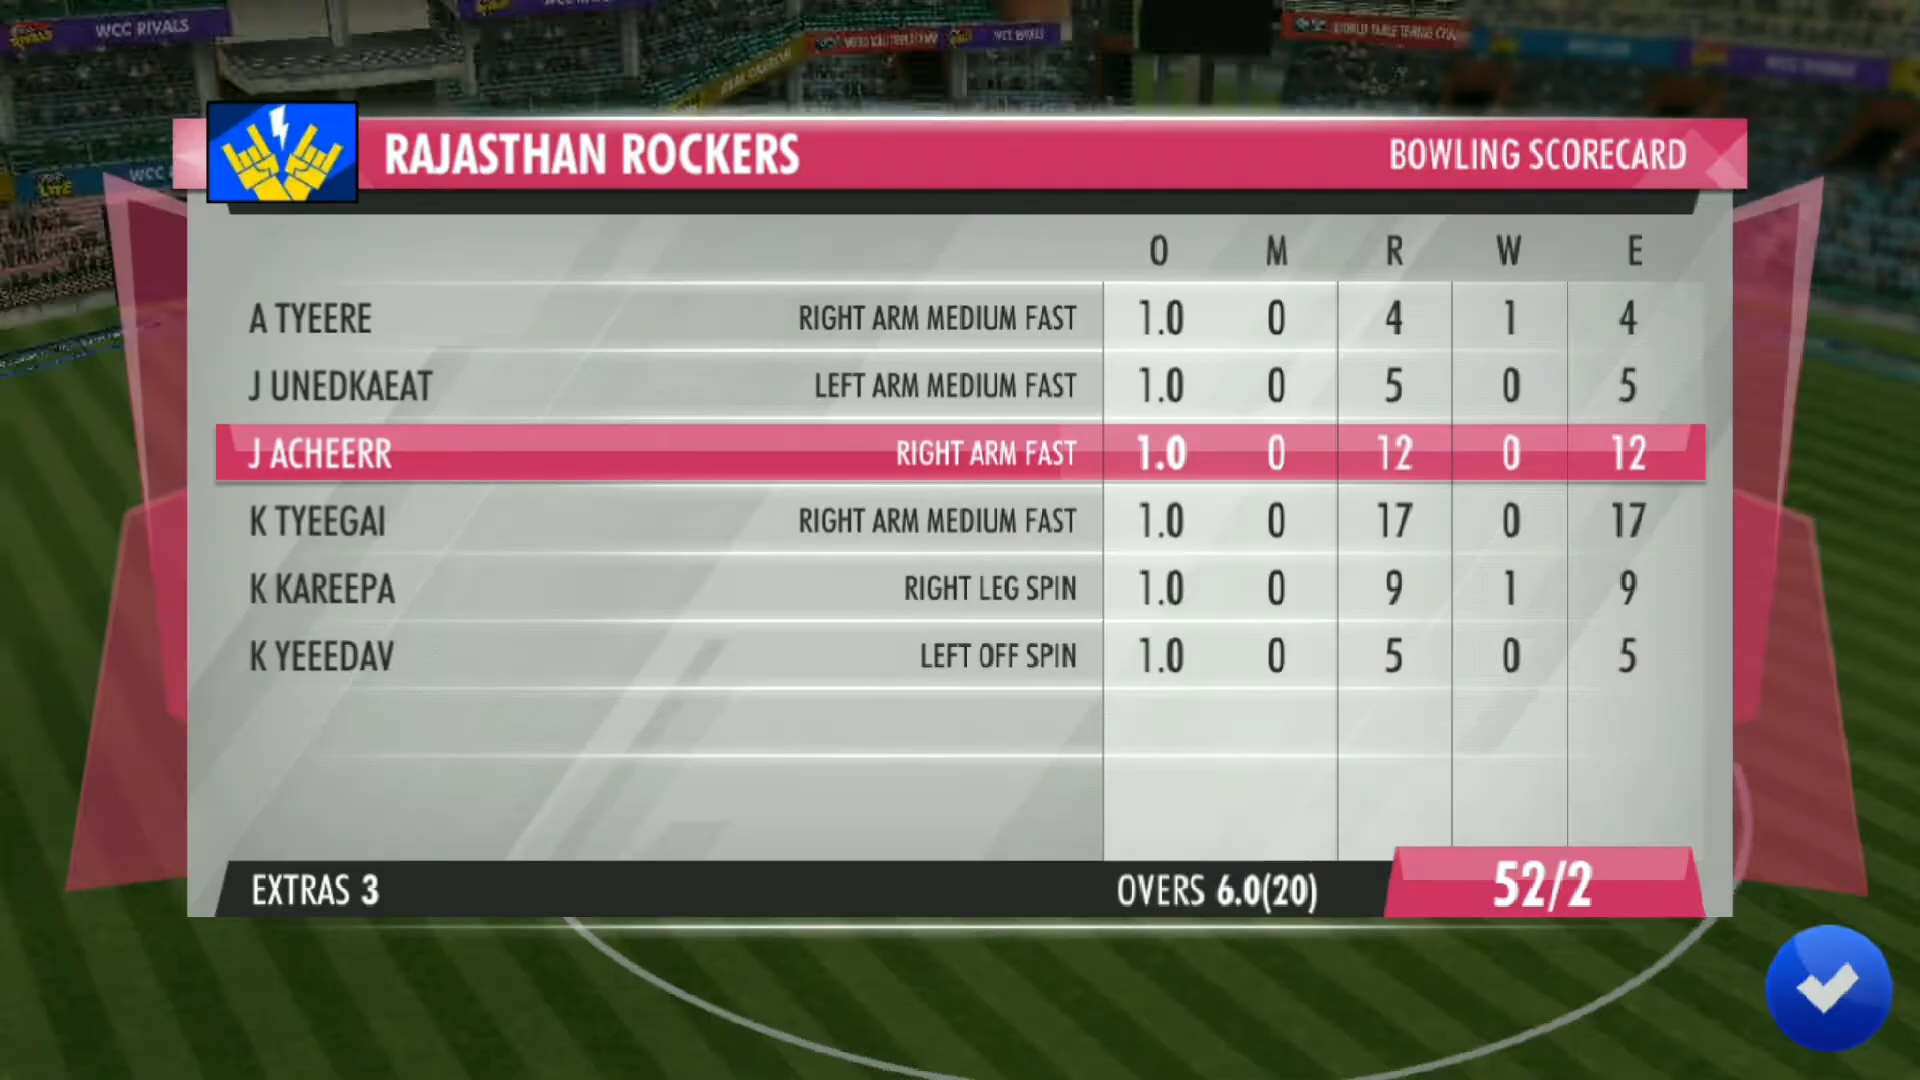 WCC RIVALS
WCC RIVALS
WCC
LITE
RAJASTHAN ROCKERS
BOWLING SCORECARD
O M R W E
A TYEERE RIGHT ARM MEDIUM FAST 1.0 0 4 1 4
J UNEDKAEAT LEFT ARM MEDIUM FAST 1.0 0 5 0 5
J ACHEERR RIGHT ARM FAST 1.0 0 12 0 12
K TYEEGAI RIGHT ARM MEDIUM FAST 1.0 0 17 0 17
K KAREEPA RIGHT LEG SPIN 1.0 0 9 1 9
K YEEEDAV LEFT OFF SPIN 1.0 0 5 0 5
EXTRAS 3 OVERS 6.0(20) 52/2